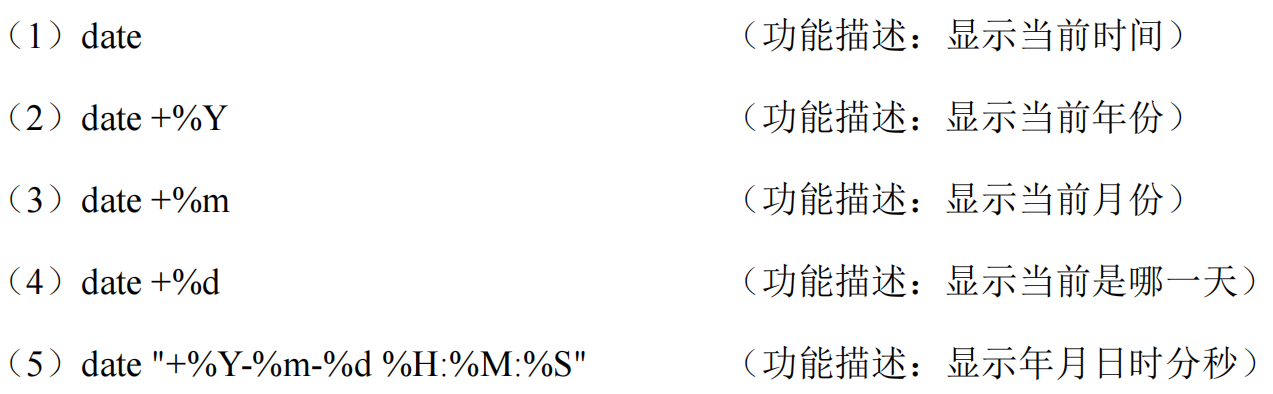 （1）date （功能描述：显示当前时间）
（2）date +%Y （功能描述：显示当前年份）
（3）date +%m （功能描述：显示当前月份）
（4）date +%d （功能描述：显示当前是哪一天）
（5）date "+%Y-%m-%d %H:%M:%S" （功能描述：显示年月日时分秒）